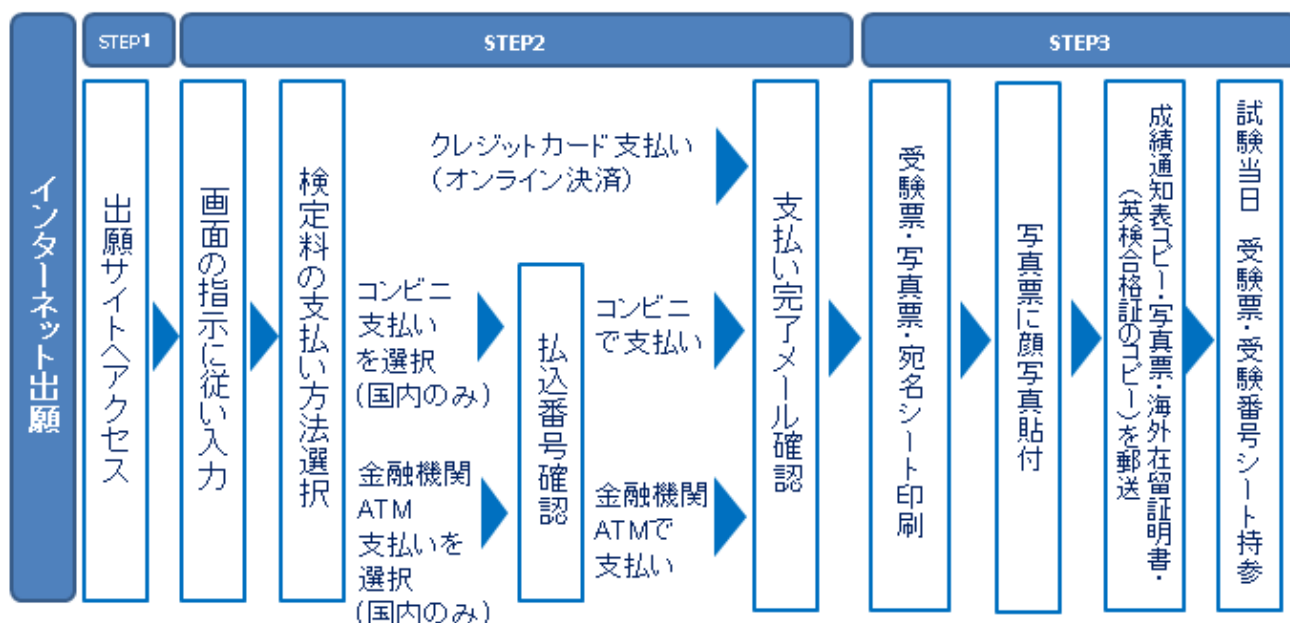 インターネット出願
STEP1
STEP2
STEP3
出願サイトへアクセス
画面の指示に従い入力
検定料の支払い方法選択
クレジットカード支払い
（オンライン決済）
コンビニ
支払い
を選択
（国内のみ）
金融機関
ATM
支払いを
選択
（国内のみ）
払込番号確認
コンビニ
で支払い
金融機関
ATMで
支払い
支払い完了メール確認
受験票・写真票・宛名シート印刷
写真票に顔写真貼付
成績通知表コピー・写真票・海外在留証明書・
（英検合格証のコピー）を郵送
試験当日　受験票・受験番号シート持参